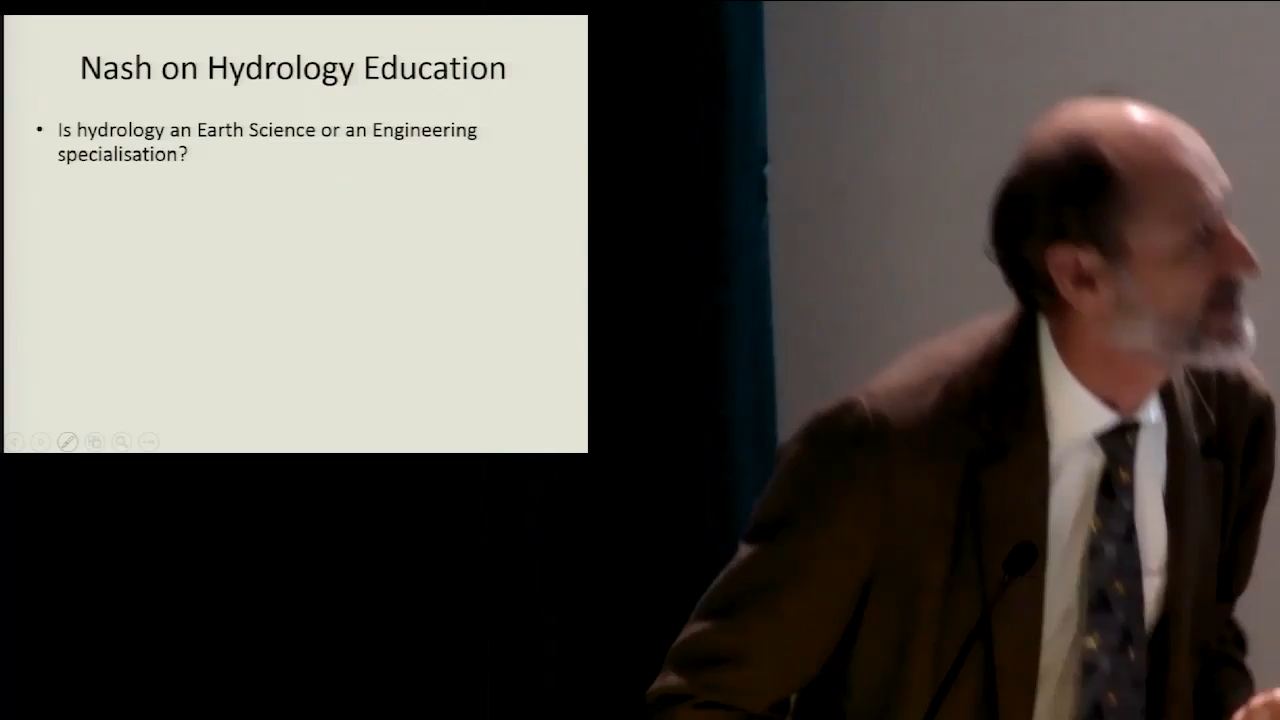 Nash on Hydrology Education
• Is hydrology an Earth Science or an Engineering
specialisation?